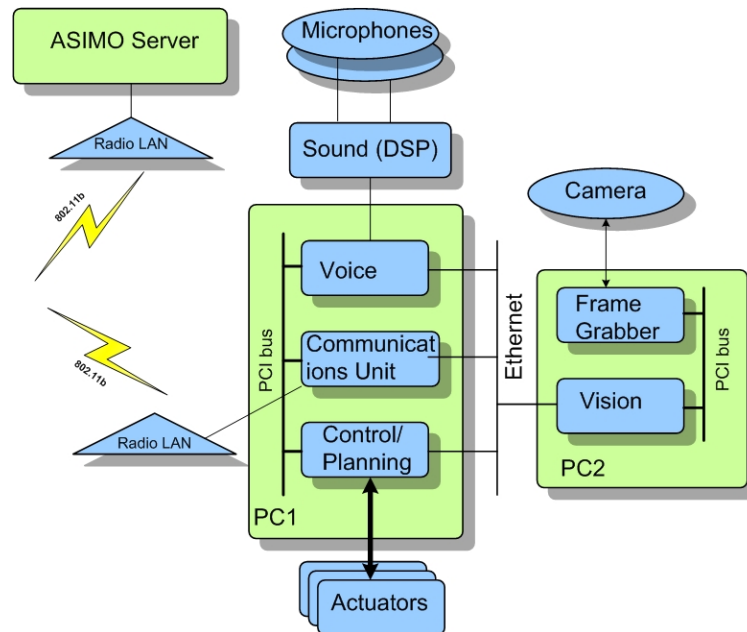 ASIMO Server
Microphones
Radio LAN
Sound (DSP)
802.11b
Camera
Voice
Frame
Grabber
Ethernet
PCI bus
PCI bus
Communicat
ions Unit
802.11b
Vision
Radio LAN
Control/
Planning
PC2
PC1
Actuators